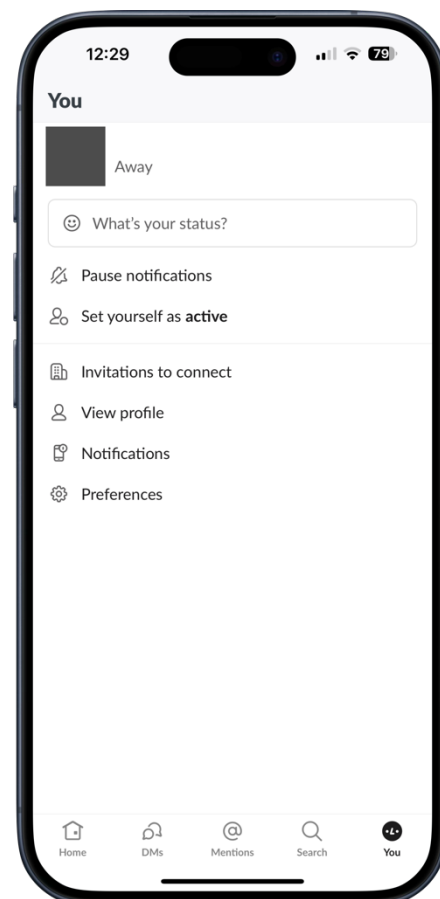 12:29
79
You
Away
What's your status?
Pause notifications
Set yourself as active
Invitations to connect
View profile
Notifications
Preferences
Home
DMs
Mentions
Search
You